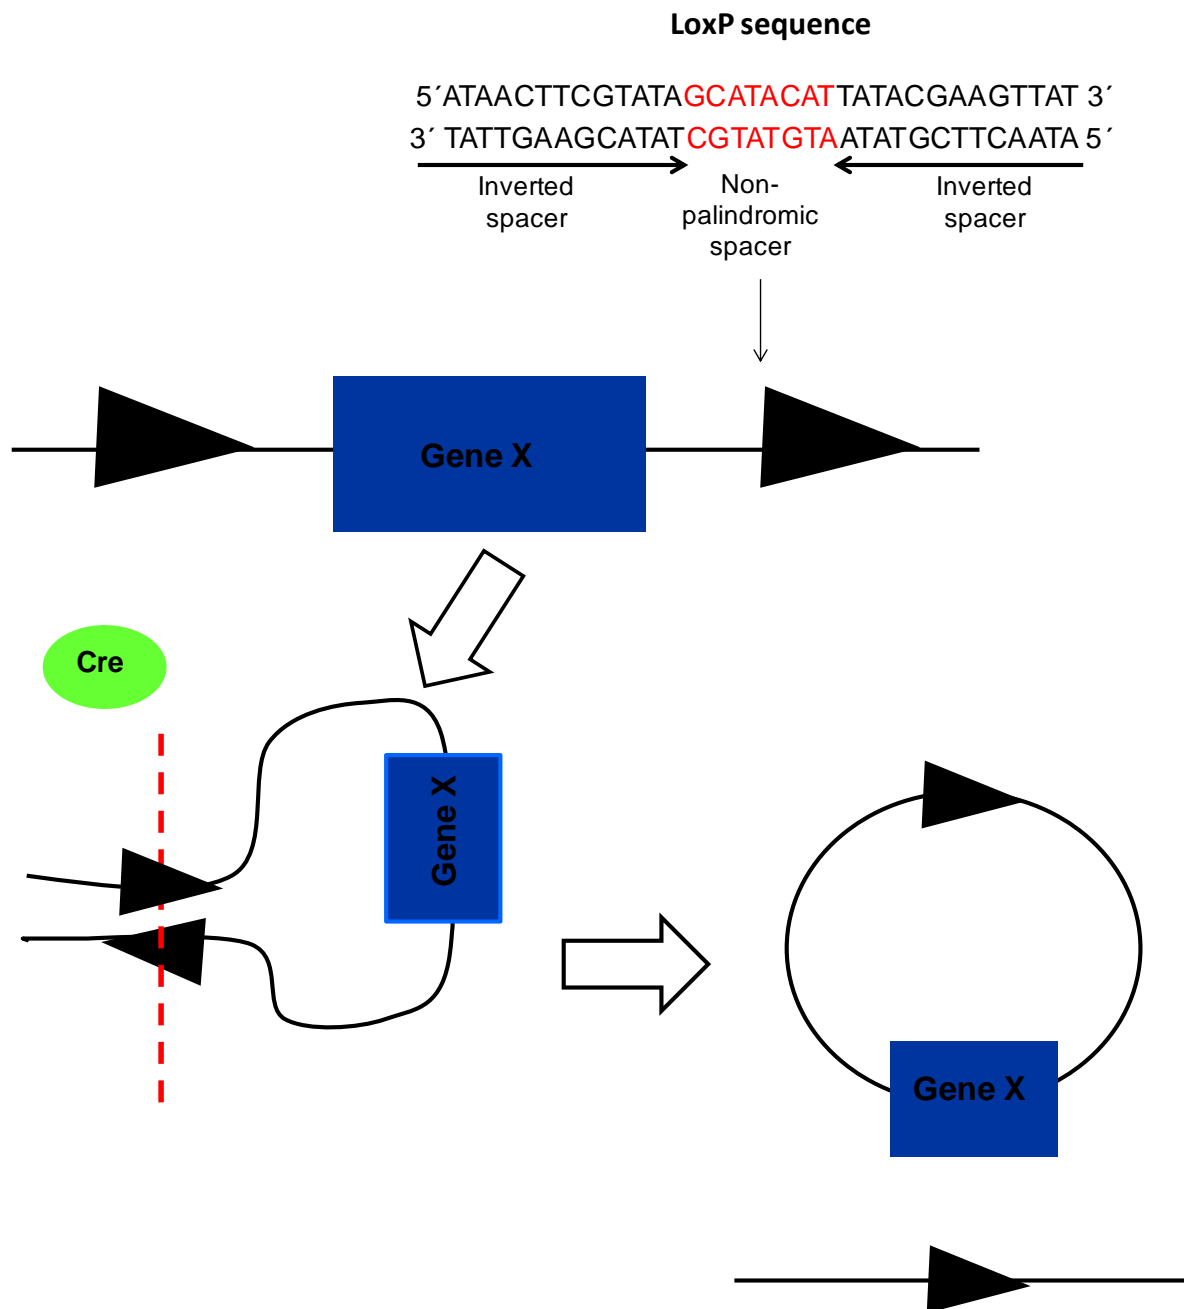 LoxP sequence
5´ATAACTTCGTATAGCATACATTATACGAAGTTAT 3´
3´ TATTGAAGCATATCGTATGTAATATGCTTCAATA 5´
Inverted
spacer
Non-
palindromic
spacer
Inverted
spacer
Gene X
Cre
Gene X
Gene X